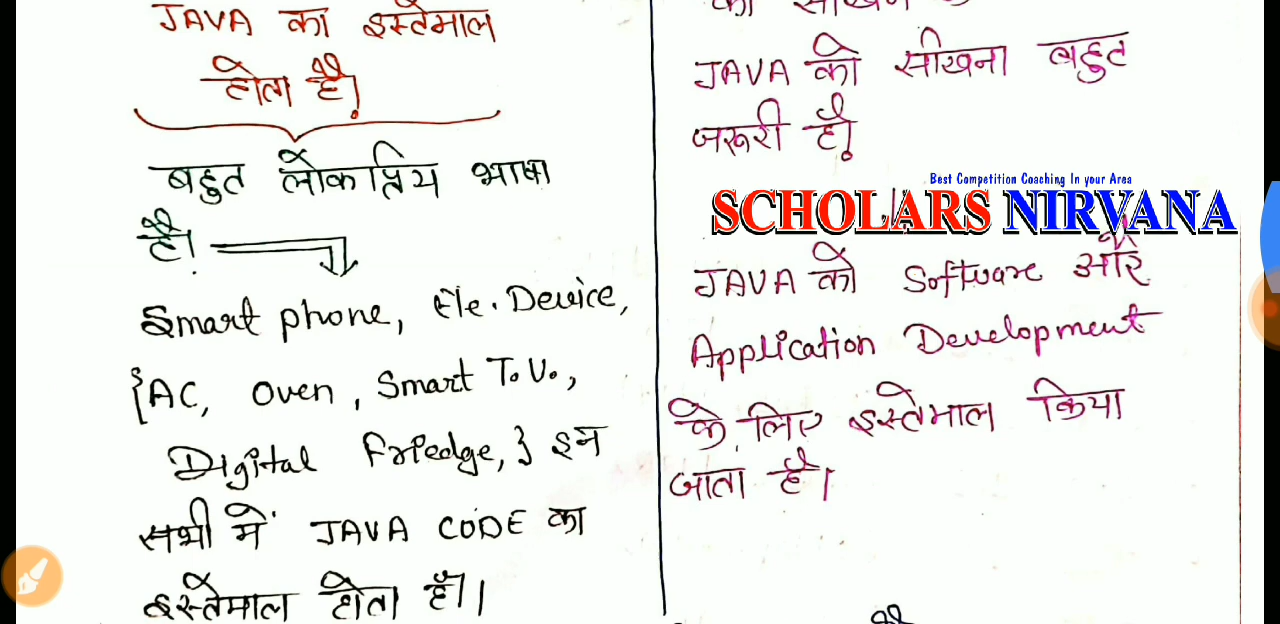 JAVA का इस्तेमाल
होता है।
बहुत लोकप्रिय भाषा
है।
Smart phone, Ele. Device,
{AC, Oven, Smart T.V.,
Digital Friedge,} इन
सभी में JAVA CODE का
इस्तेमाल होता है।
JAVA को सीखना बहुत
जरूरी है।
Best Competition Coaching In your Area
SCHOLARS NIRVANA
JAVA को Software और
Application Development
के लिए इस्तेमाल किया
जाता है।